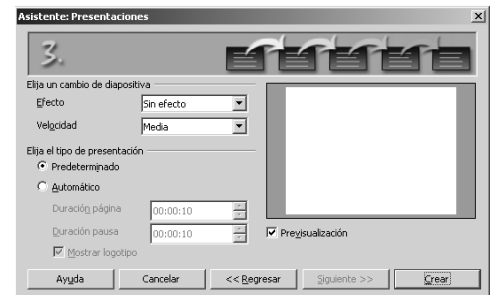 Asistente: Presentaciones
3.
Elija un cambio de diapositiva
Efecto
Sin efecto
Velocidad
Media
Elija el tipo de presentación
Predeterminado
Automático
Duración página
00:00:10
Duración pausa
00:00:10
Mostrar logotipo
Previsualización
Ayuda
Cancelar
<< Regresar
Siguiente >>
Crear